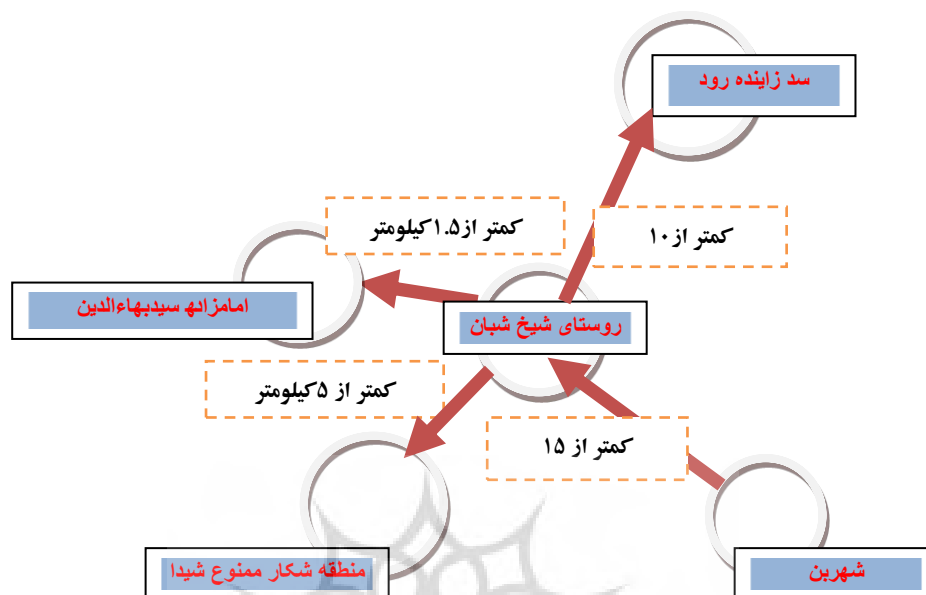 سد زاینده رود
کمتر از۱.۵کیلومتر
کمتر از۱۰
امامزاده سیدبهاءالدین
روستای شیخ شبان
کمتر از ۵کیلومتر
کمتر از ۱۵
منطقه شکار ممنوع شیدا
شهربن